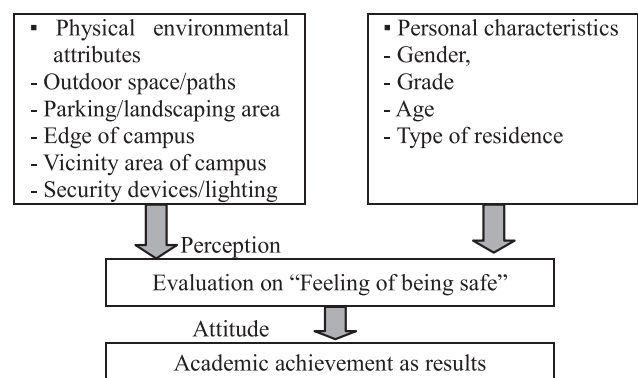 ▪ Physical environmental
attributes
- Outdoor space/paths
- Parking/landscaping area
- Edge of campus
- Vicinity area of campus
- Security devices/lighting
▪ Personal characteristics
- Gender,
- Grade
- Age
- Type of residence
Perception
Evaluation on “Feeling of being safe”
Attitude
Academic achievement as results